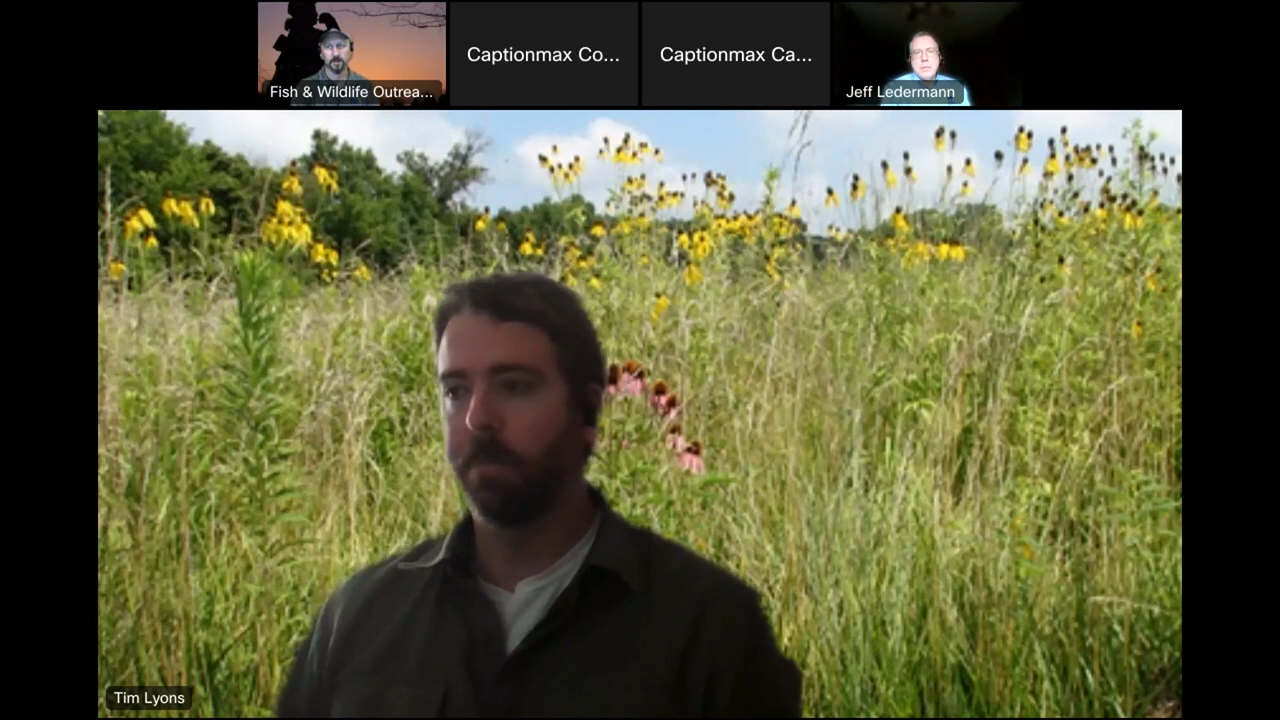 Fish & Wildlife Outrea...
Captionmax Co...
Captionmax Ca...
Jeff Ledermann
Tim Lyons